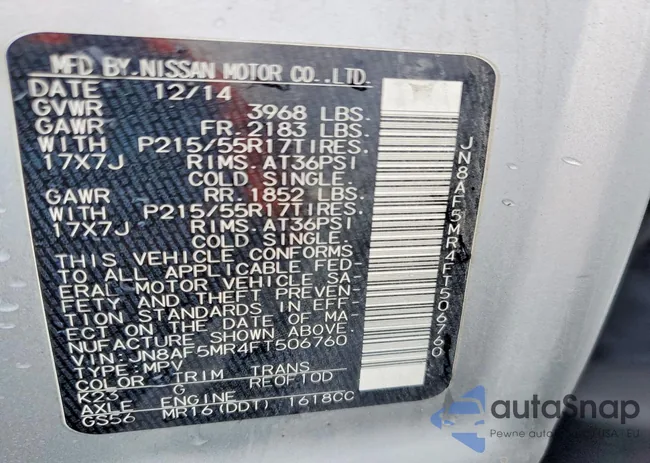 MFD BY NISSAN MOTOR CO., LTD.
DATE 12/14
GVWR 3968 LBS.
GAWR FR. 2183 LBS.
WITH P215/55R17TIRES.
17X7J RIMS. AT36PSI
COLD SINGLE.
GAWR RR. 1852 LBS.
WITH P215/55R17TIRES.
17X7J RIMS. AT36PSI
COLD SINGLE.
THIS VEHICLE CONFORMS
TO ALL APPLICABLE FED-
ERAL MOTOR VEHICLE SA-
FETY AND THEFT PREVEN-
TION STANDARDS IN EFF-
ECT ON THE DATE OF MA-
NUFACTURE SHOWN ABOVE.
VIN: JN8AF5MR4FT506760
TYPE: MPV
COLOR TRIM TRANS
K23 G RE0F10D
AXLE ENGINE
GS56 MR16(DDT) 1618CC
JN8AF5MR4FT506760
autaSnap